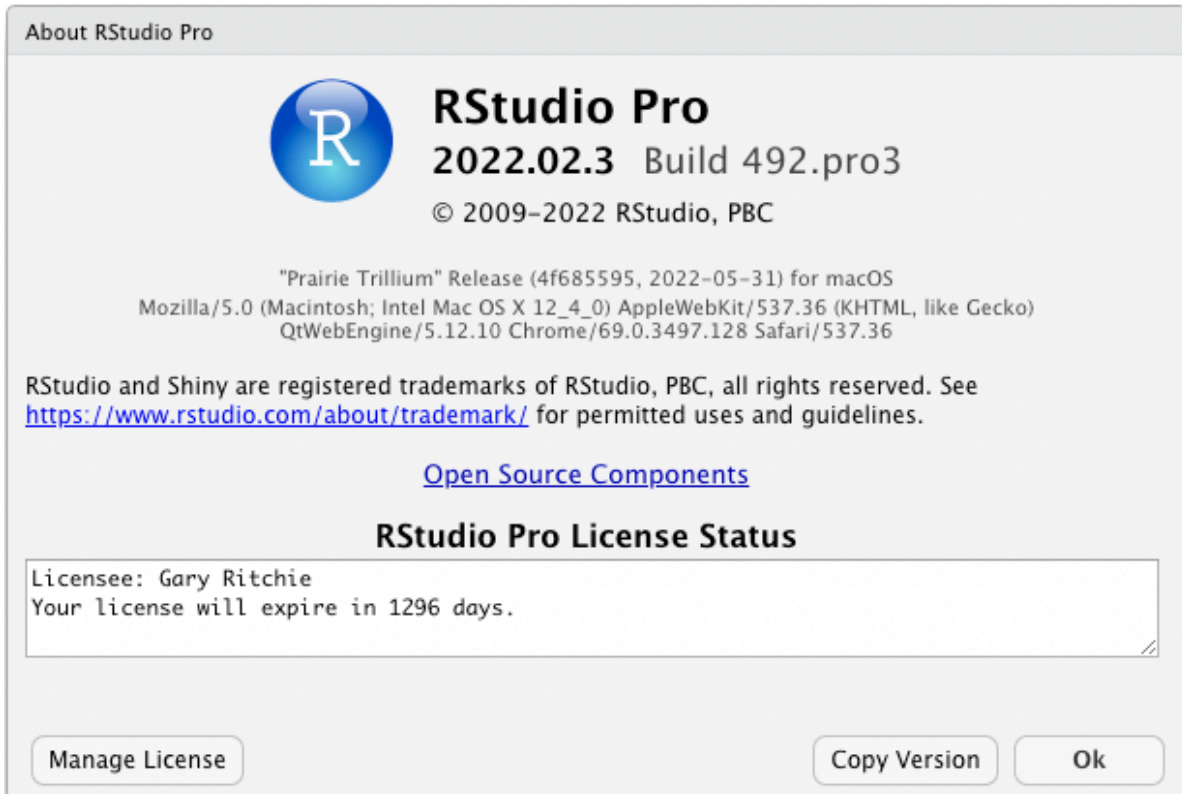 About RStudio Pro
R
RStudio Pro
2022.02.3 Build 492.pro3
© 2009-2022 RStudio, PBC
"Prairie Trillium" Release (4f685595, 2022-05-31) for macOS
Mozilla/5.0 (Macintosh; Intel Mac OS X 12_4_0) AppleWebKit/537.36 (KHTML, like Gecko)
QtWebEngine/5.12.10 Chrome/69.0.3497.128 Safari/537.36
RStudio and Shiny are registered trademarks of RStudio, PBC, all rights reserved. See
https://www.rstudio.com/about/trademark/ for permitted uses and guidelines.
Open Source Components
RStudio Pro License Status
Licensee: Gary Ritchie
Your license will expire in 1296 days.
Manage License
Copy Version
Ok